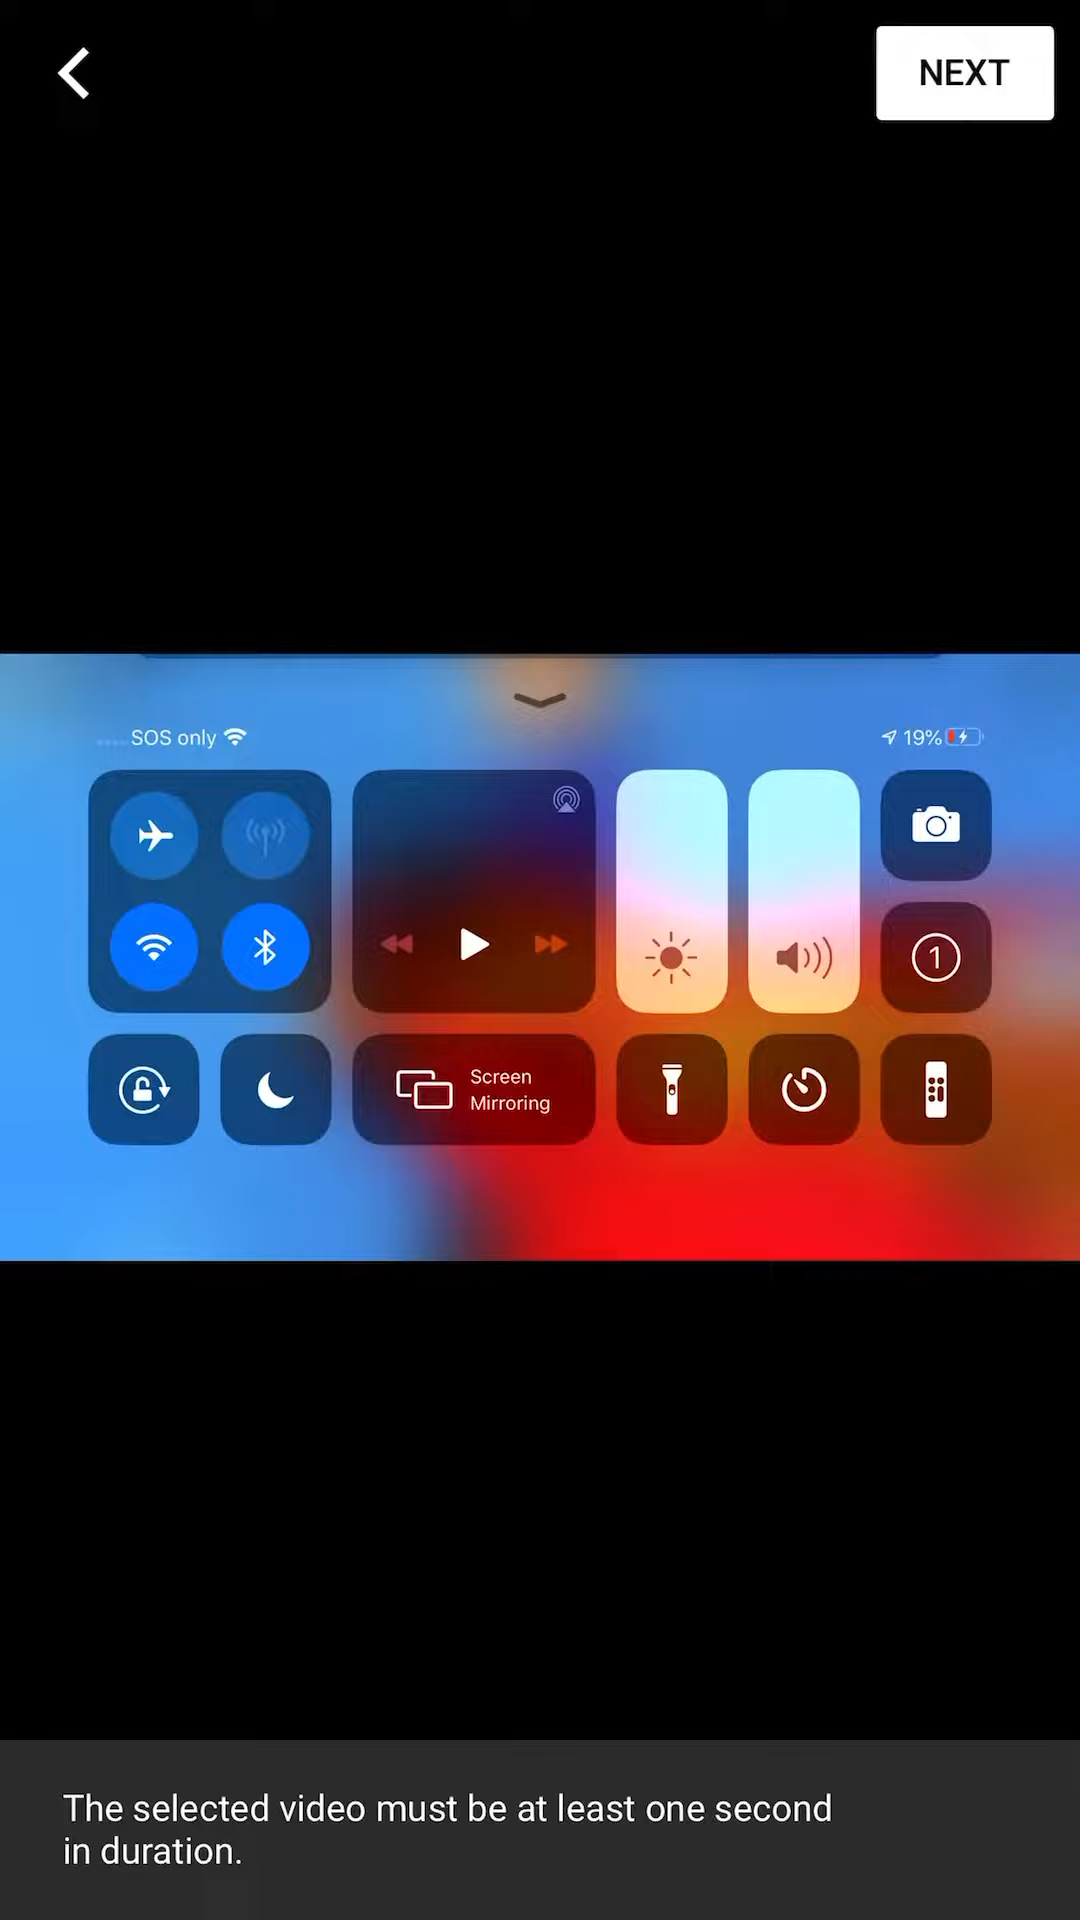 NEXT
SOS only
19%
1
Screen
Mirroring
The selected video must be at least one second
in duration.